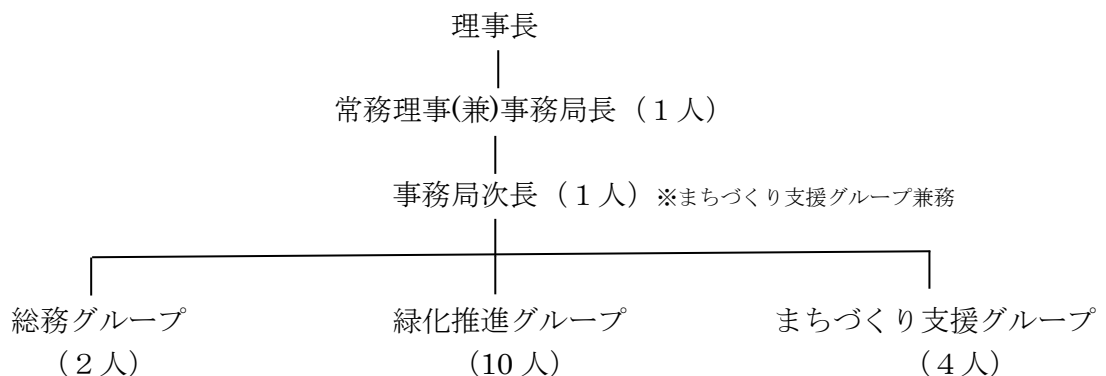 理事長
常務理事(兼)事務局長（１人）
事務局次長（１人）※まちづくり支援グループ兼務
総務グループ 緑化推進グループ まちづくり支援グループ
（２人） （10 人） （４人）